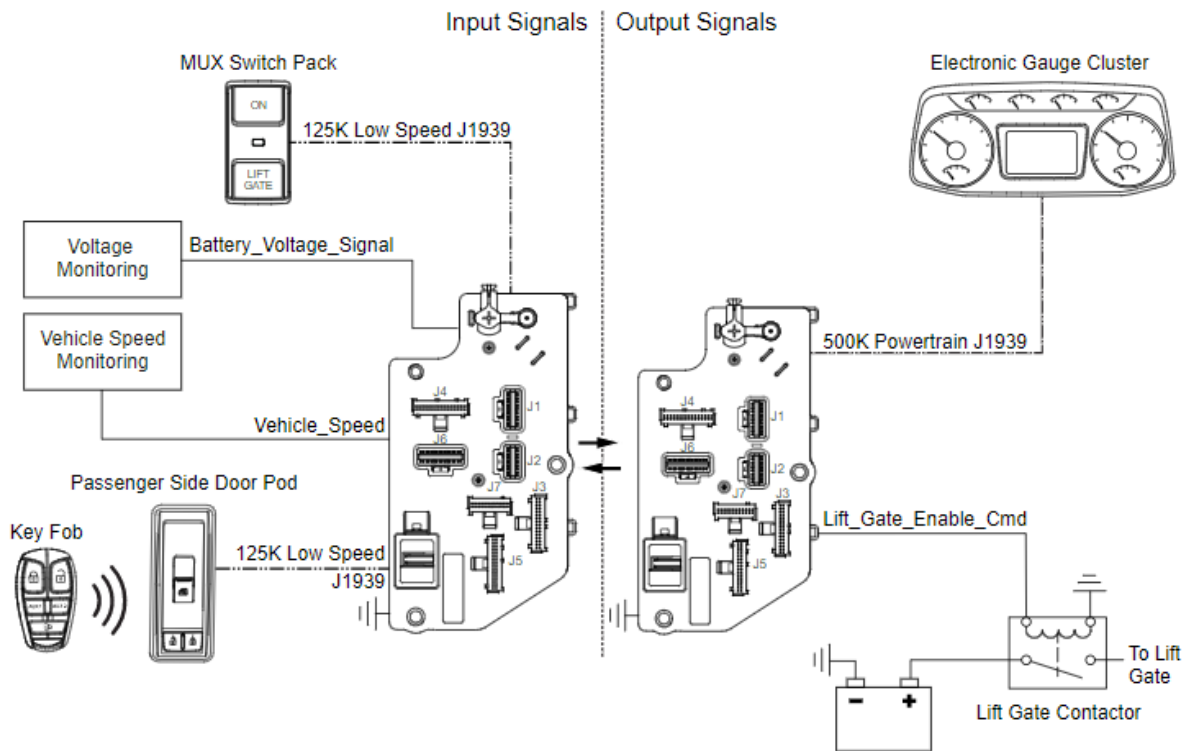 Input Signals
Output Signals
MUX Switch Pack
ON
LIFT
GATE
125K Low Speed J1939
Electronic Gauge Cluster
Voltage
Monitoring
Battery_Voltage_Signal
Vehicle Speed
Monitoring
Vehicle_Speed
500K Powertrain J1939
J4
J1
J6
J2
J7
J3
J5
J4
J1
J6
J2
J7
J3
J5
Passenger Side Door Pod
Key Fob
125K Low Speed
J1939
Lift_Gate_Enable_Cmd
To Lift
Gate
- +
Lift Gate Contactor